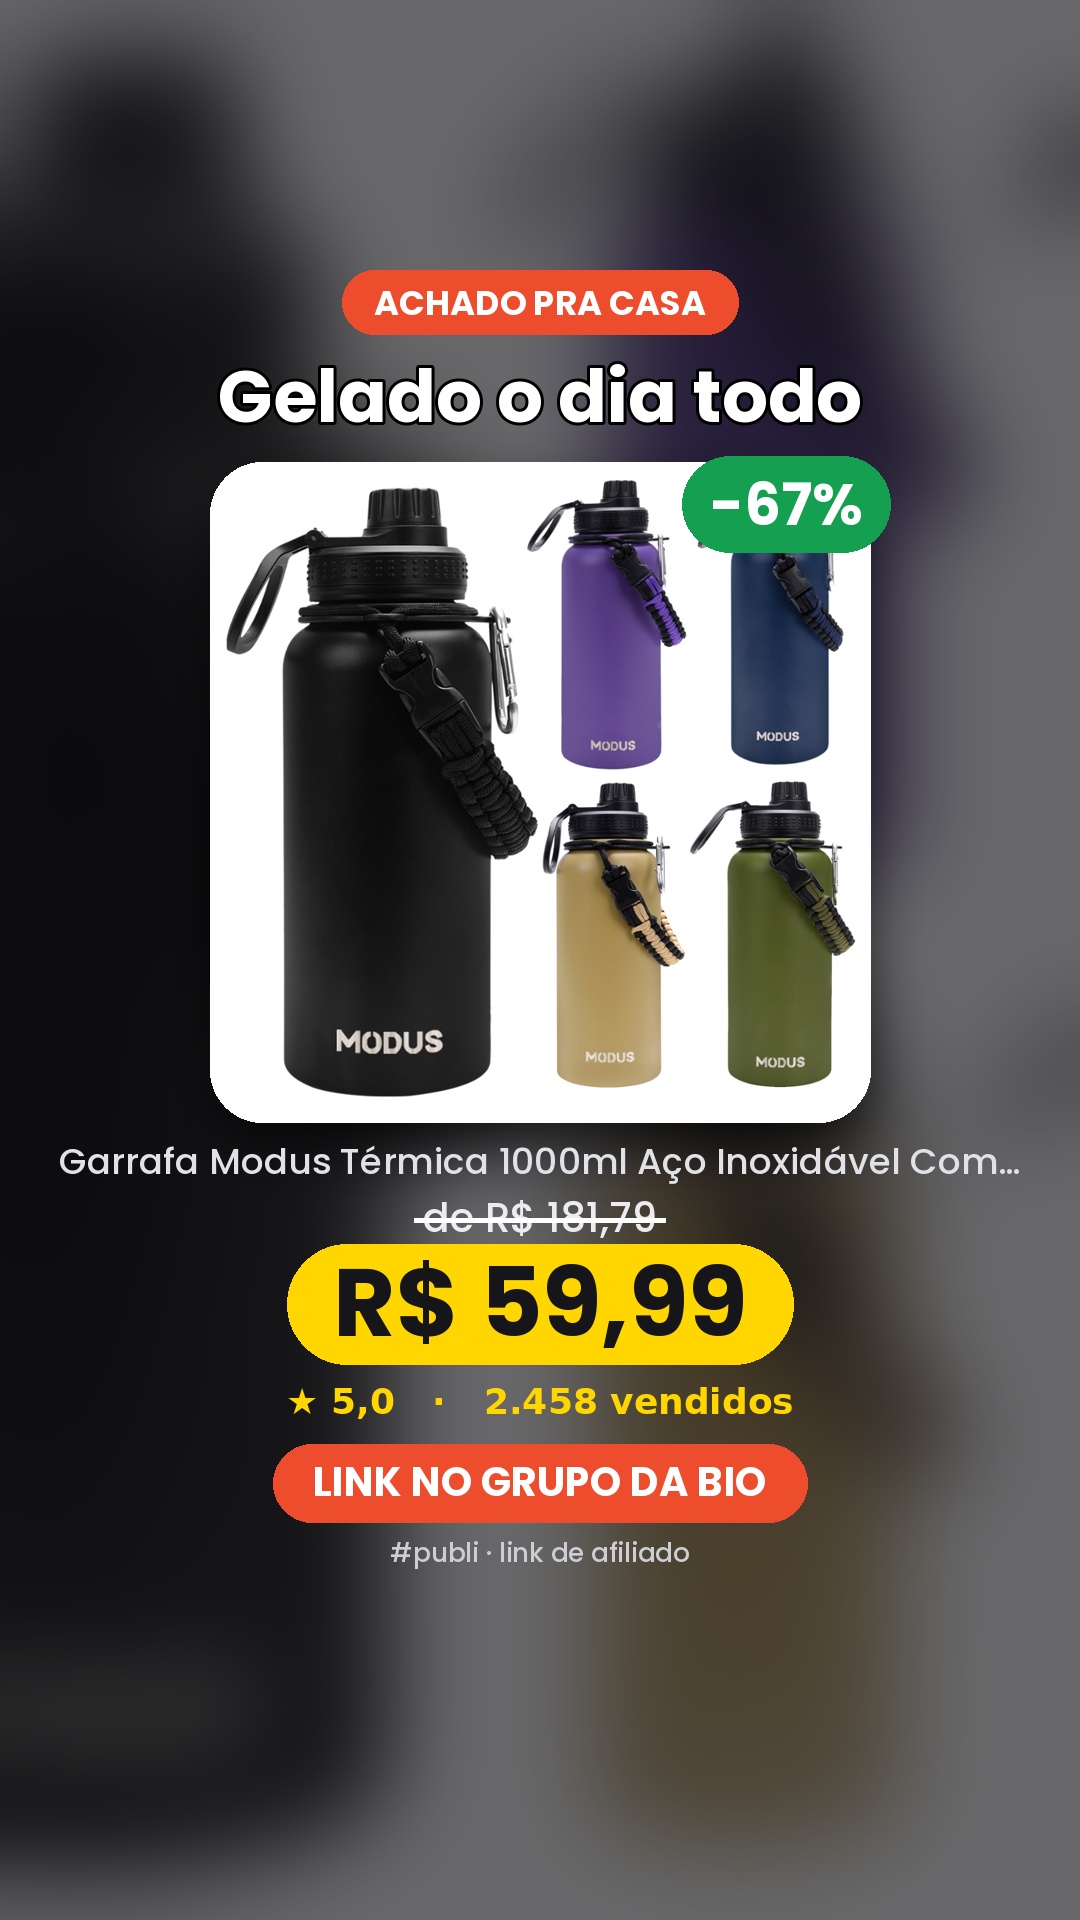 ACHADO PRA CASA
Gelado o dia todo
-67%
MODUS
MODUS
MODUS
MODUS
MODUS
Garrafa Modus Térmica 1000ml Aço Inoxidável Com...
de R$ 181,79
R$ 59,99
★ 5,0 · 2.458 vendidos
LINK NO GRUPO DA BIO
#publi · link de afiliado